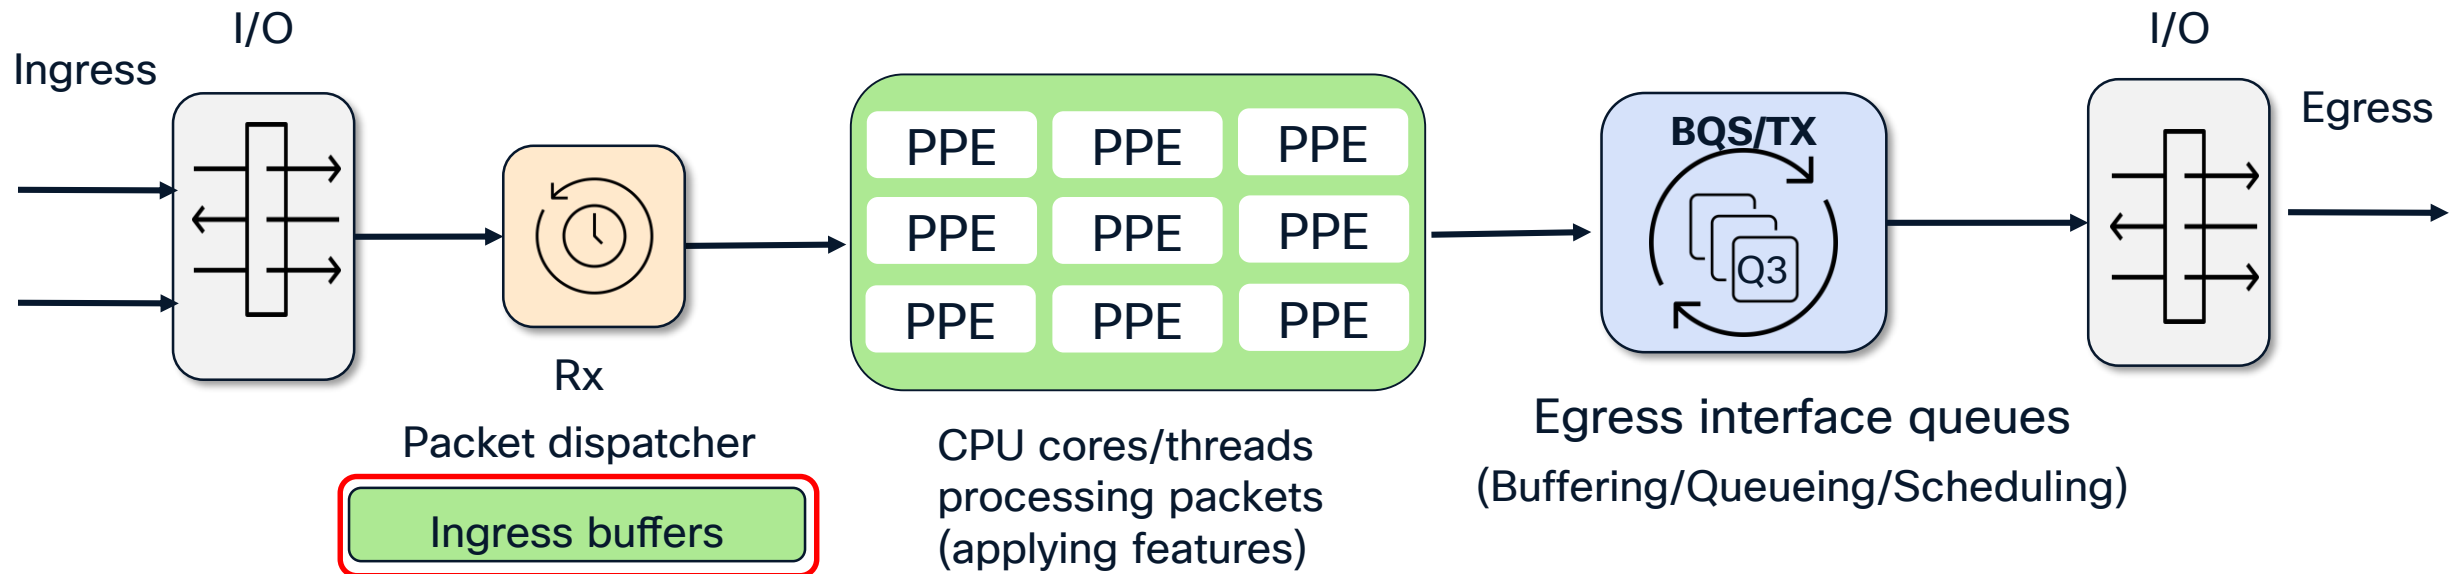 I/O
Ingress
Rx
Packet dispatcher
Ingress buffers
PPE PPE PPE
PPE PPE PPE
PPE PPE PPE
CPU cores/threads
processing packets
(applying features)
BQS/TX
Q3
Egress interface queues
(Buffering/Queueing/Scheduling)
I/O
Egress